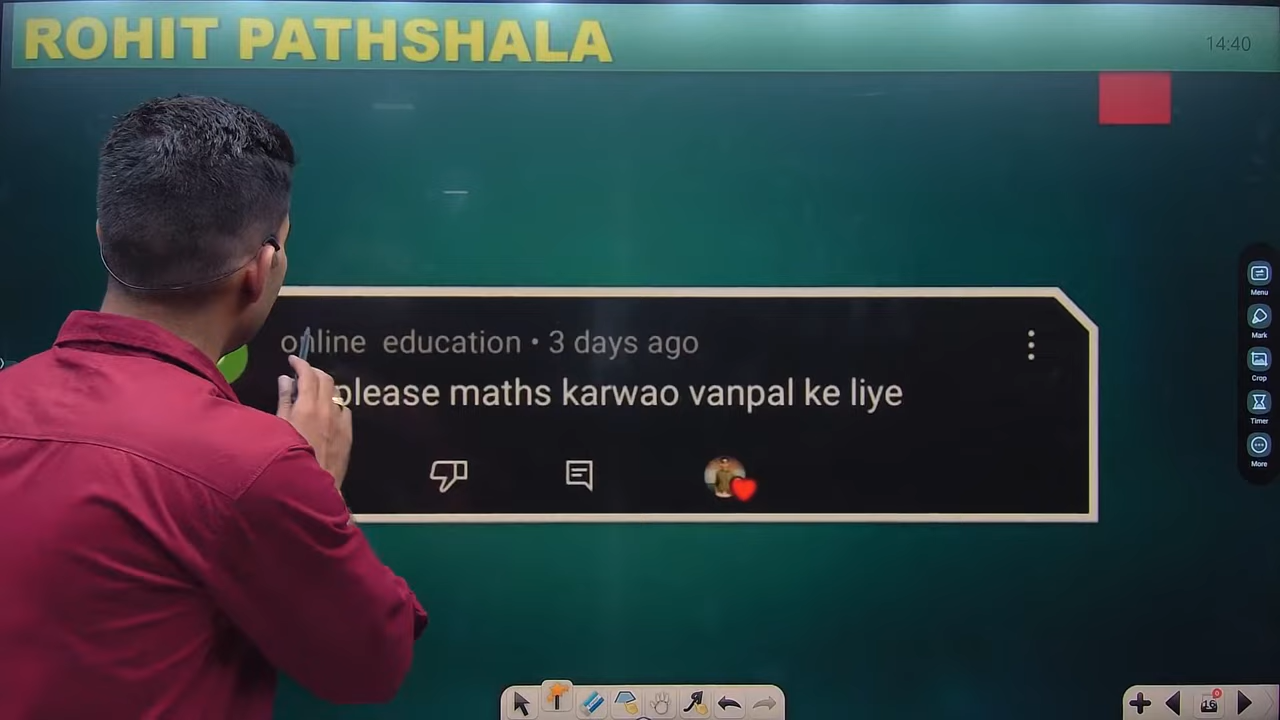 ROHIT PATHSHALA
14:40
online education • 3 days ago
please maths karwao vanpal ke liye
Menu
Mark
Crop
Timer
More
16